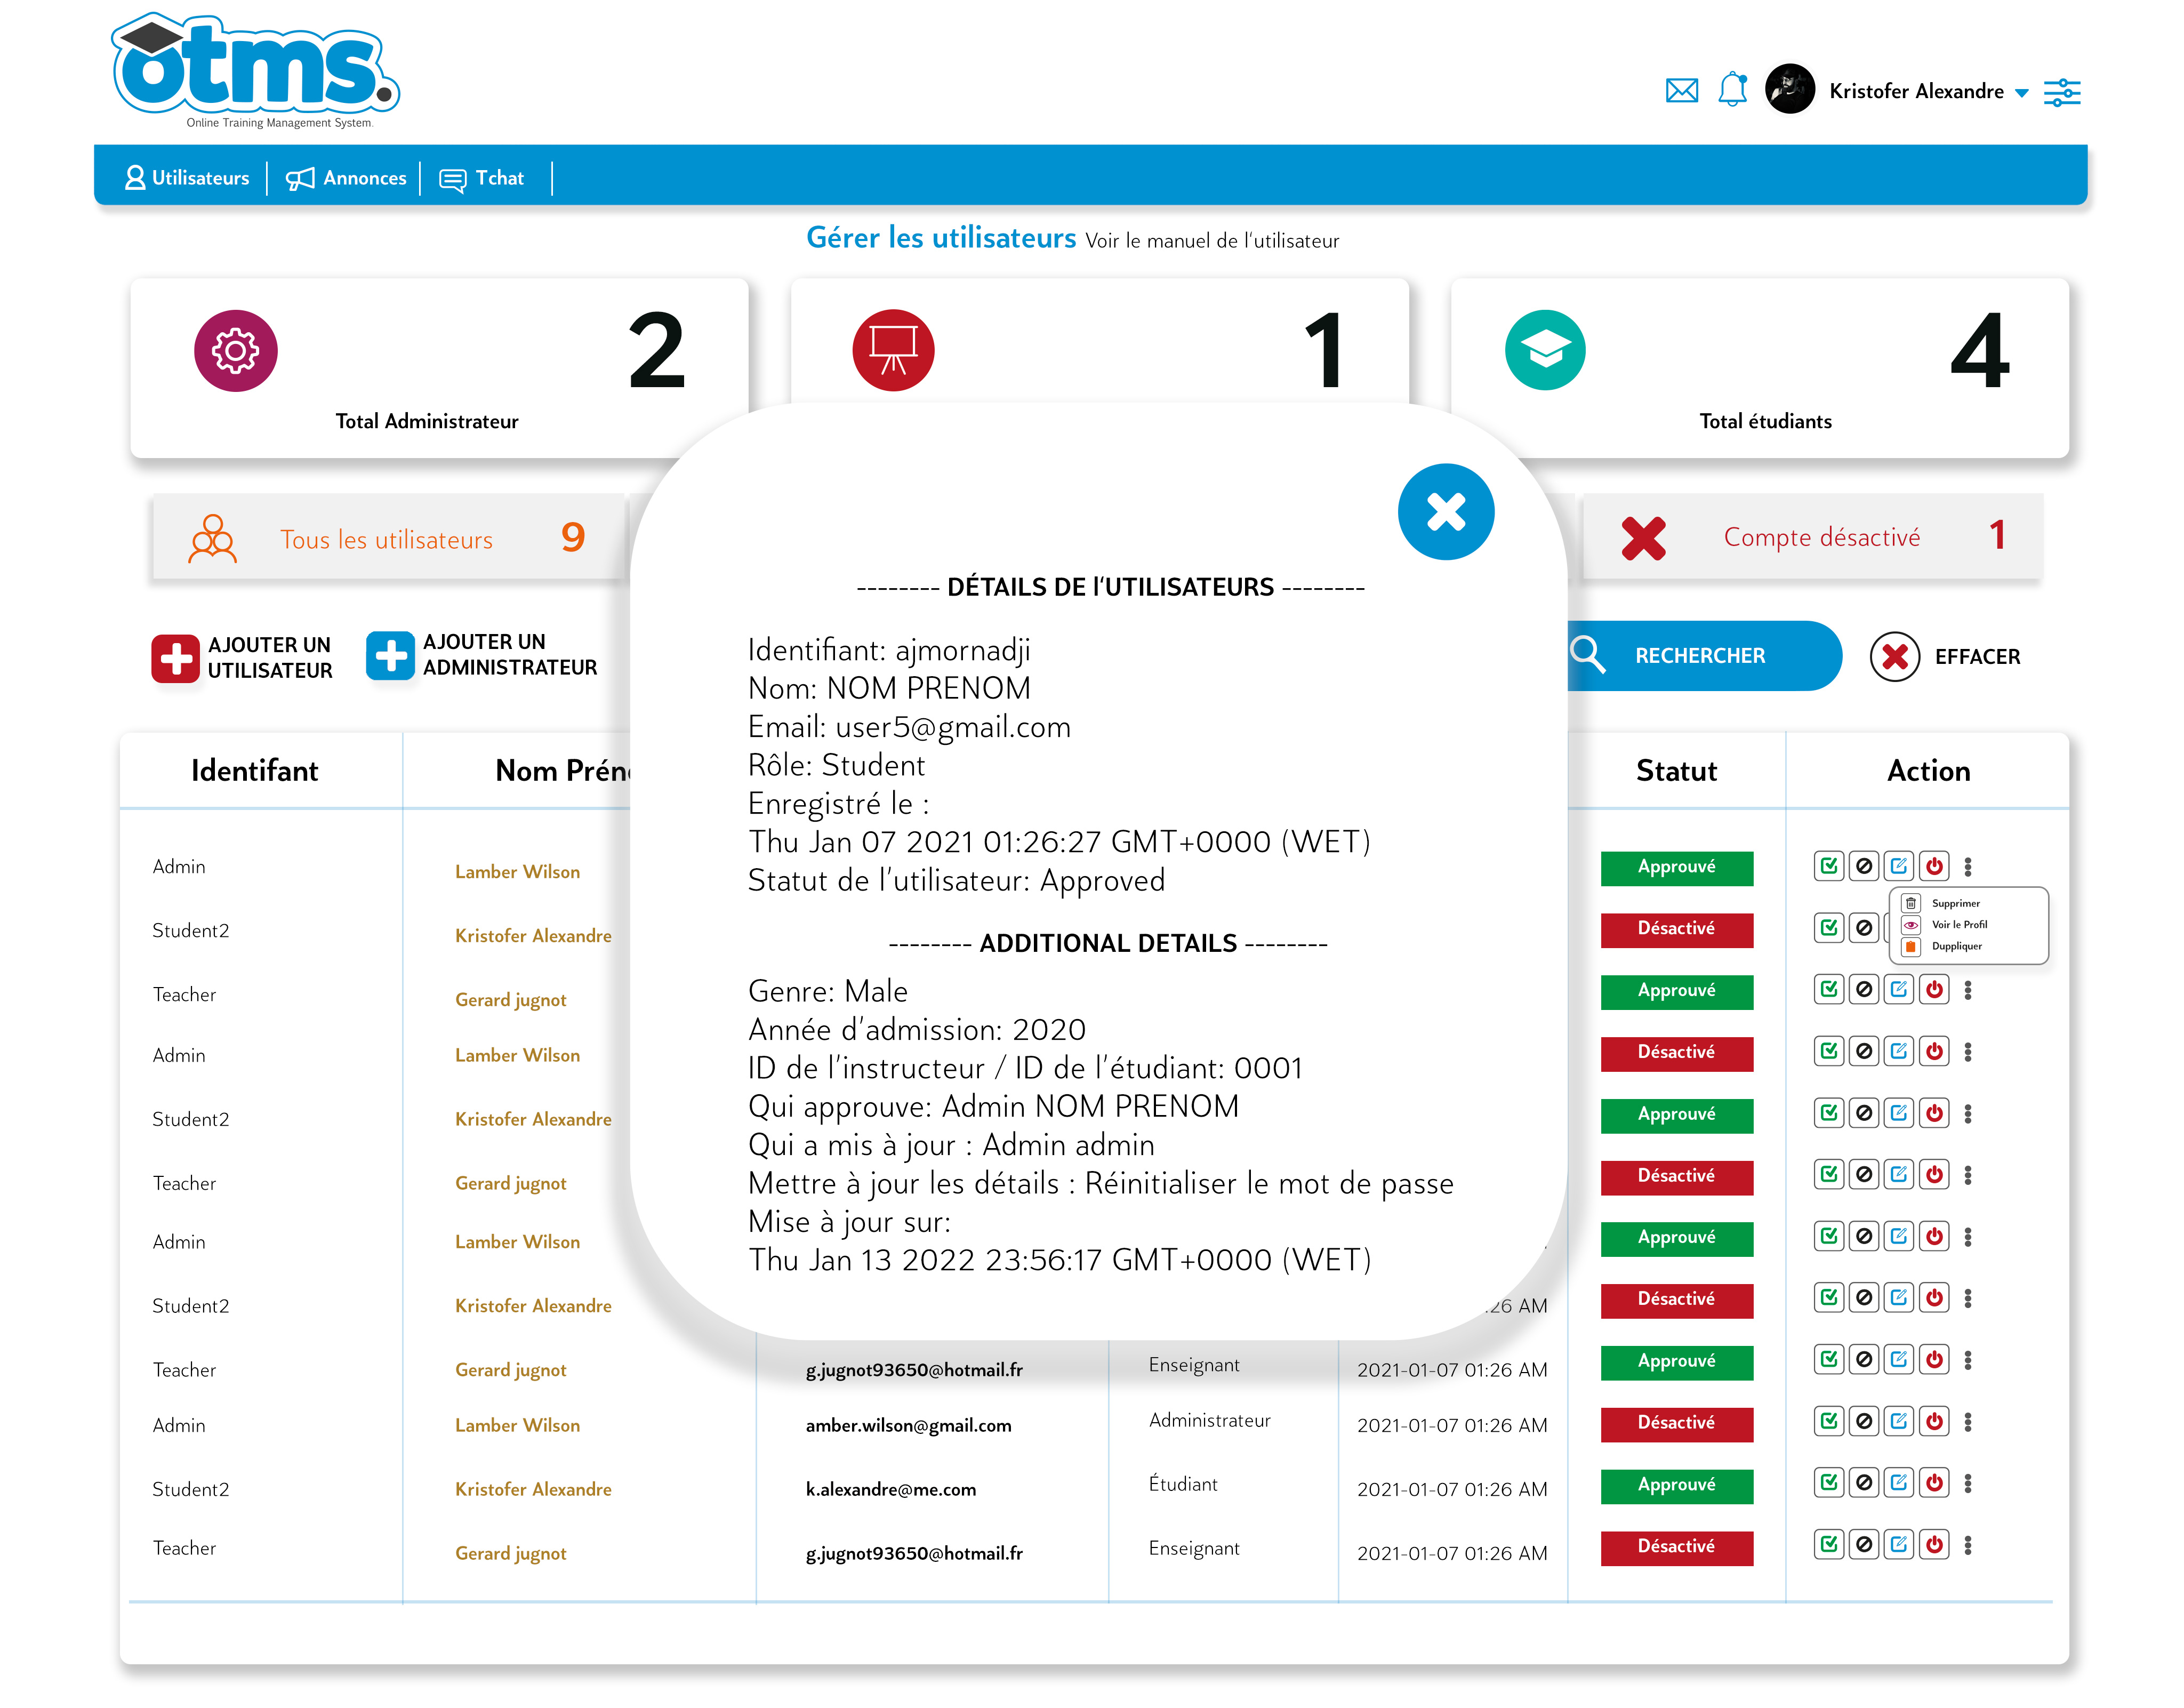 otms.
Online Training Management System.
Kristofer Alexandre
Utilisateurs
Annonces
Tchat
Gérer les utilisateurs Voir le manuel de l'utilisateur
2
Total Administrateur
1
4
Total étudiants
Tous les utilisateurs 9
Compte désactivé 1
AJOUTER UN
UTILISATEUR
AJOUTER UN
ADMINISTRATEUR
RECHERCHER
EFFACER
-------- DÉTAILS DE l'UTILISATEURS --------
Identifiant: ajmornadji
Nom: NOM PRENOM
Email: user5@gmail.com
Rôle: Student
Enregistré le :
Thu Jan 07 2021 01:26:27 GMT+0000 (WET)
Statut de l'utilisateur: Approved
-------- ADDITIONAL DETAILS --------
Genre: Male
Année d'admission: 2020
ID de l'instructeur / ID de l'étudiant: 0001
Qui approuve: Admin NOM PRENOM
Qui a mis à jour : Admin admin
Mettre à jour les détails : Réinitialiser le mot de passe
Mise à jour sur:
Thu Jan 13 2022 23:56:17 GMT+0000 (WET)
Identifant Nom Statut Action
Admin Lamber Wilson Approuvé
Supprimer
Voir le Profil
Duppliquer
Student2 Kristofer Alexandre Désactivé
Teacher Gerard jugnot Approuvé
Admin Lamber Wilson Désactivé
Student2 Kristofer Alexandre Approuvé
Teacher Gerard jugnot Désactivé
Admin Lamber Wilson Approuvé
Student2 Kristofer Alexandre AM Désactivé
Teacher Gerard jugnot g.jugnot93650@hotmail.fr Enseignant 2021-01-07 01:26 AM Approuvé
Admin Lamber Wilson amber.wilson@gmail.com Administrateur 2021-01-07 01:26 AM Désactivé
Student2 Kristofer Alexandre k.alexandre@me.com Étudiant 2021-01-07 01:26 AM Approuvé
Teacher Gerard jugnot g.jugnot93650@hotmail.fr Enseignant 2021-01-07 01:26 AM Désactivé